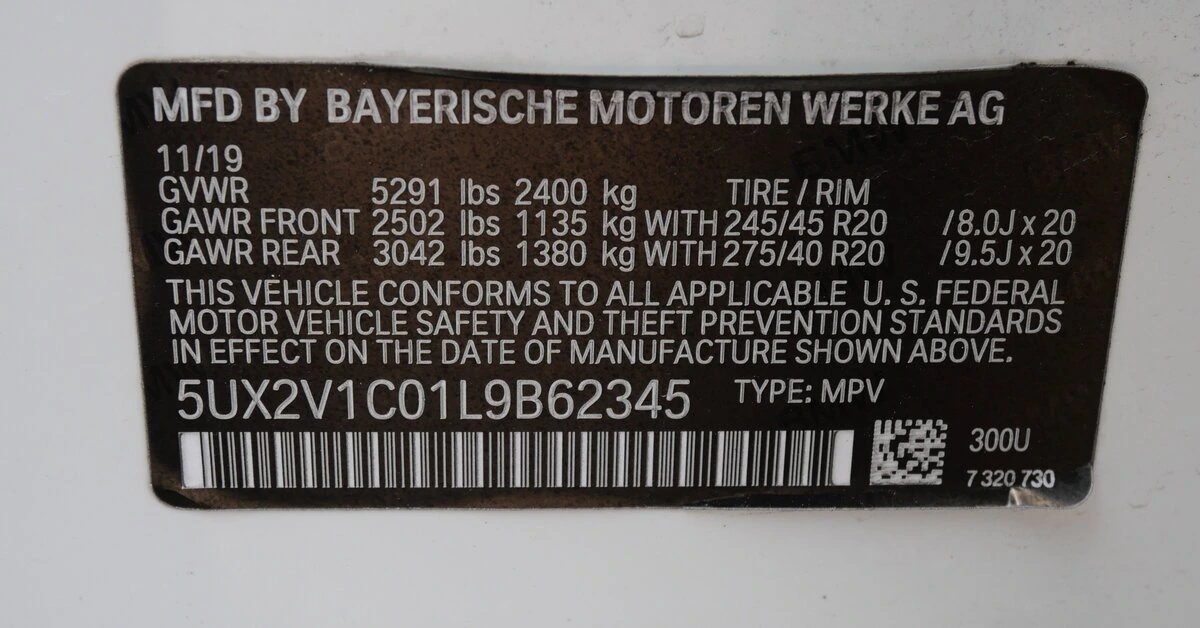 MFD BY BAYERISCHE MOTOREN WERKE AG
11/19
GVWR 5291 lbs 2400 kg TIRE / RIM
GAWR FRONT 2502 lbs 1135 kg WITH 245/45 R20 /8.0J x 20
GAWR REAR 3042 lbs 1380 kg WITH 275/40 R20 /9.5J x 20
THIS VEHICLE CONFORMS TO ALL APPLICABLE U. S. FEDERAL
MOTOR VEHICLE SAFETY AND THEFT PREVENTION STANDARDS
IN EFFECT ON THE DATE OF MANUFACTURE SHOWN ABOVE.
5UX2V1C01L9B62345 TYPE: MPV
300U
7 320 730